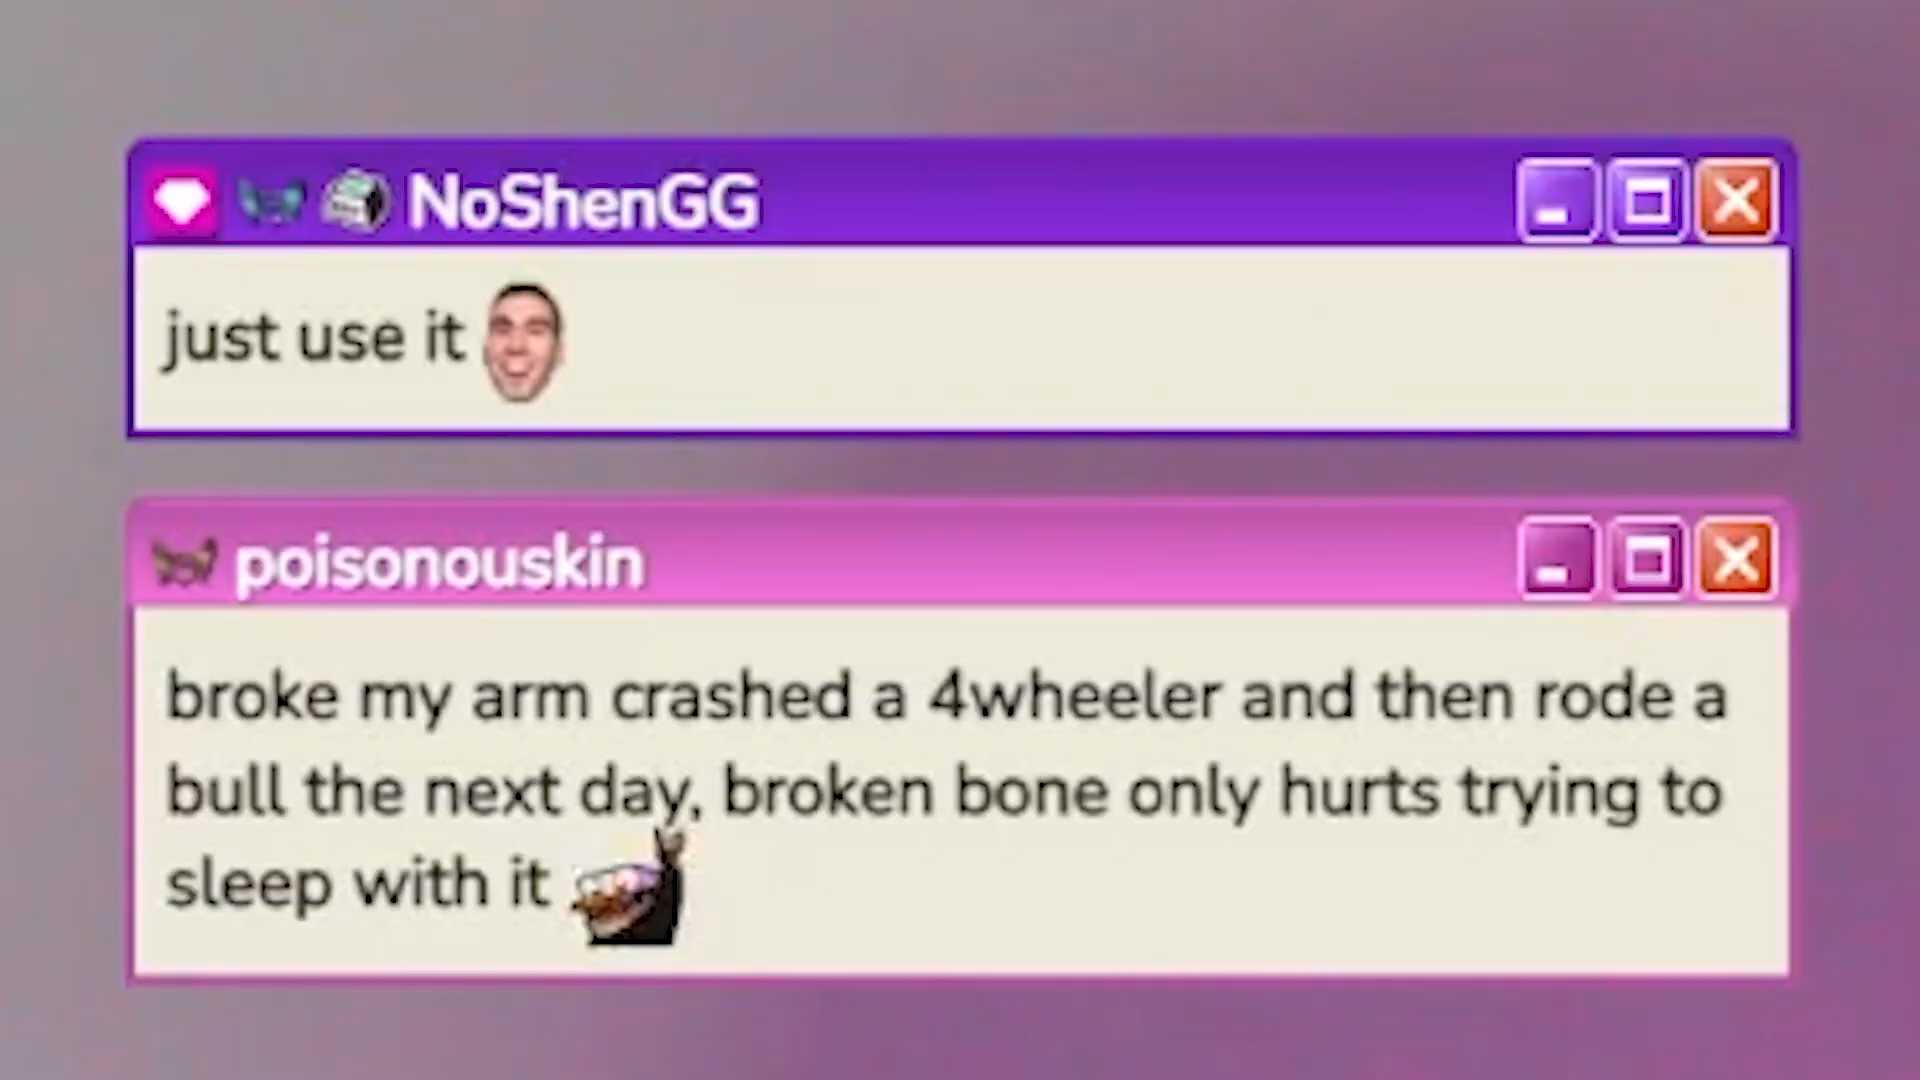 NoShenGG
just use it
poisonouskin
broke my arm crashed a 4wheeler and then rode a
bull the next day, broken bone only hurts trying to
sleep with it